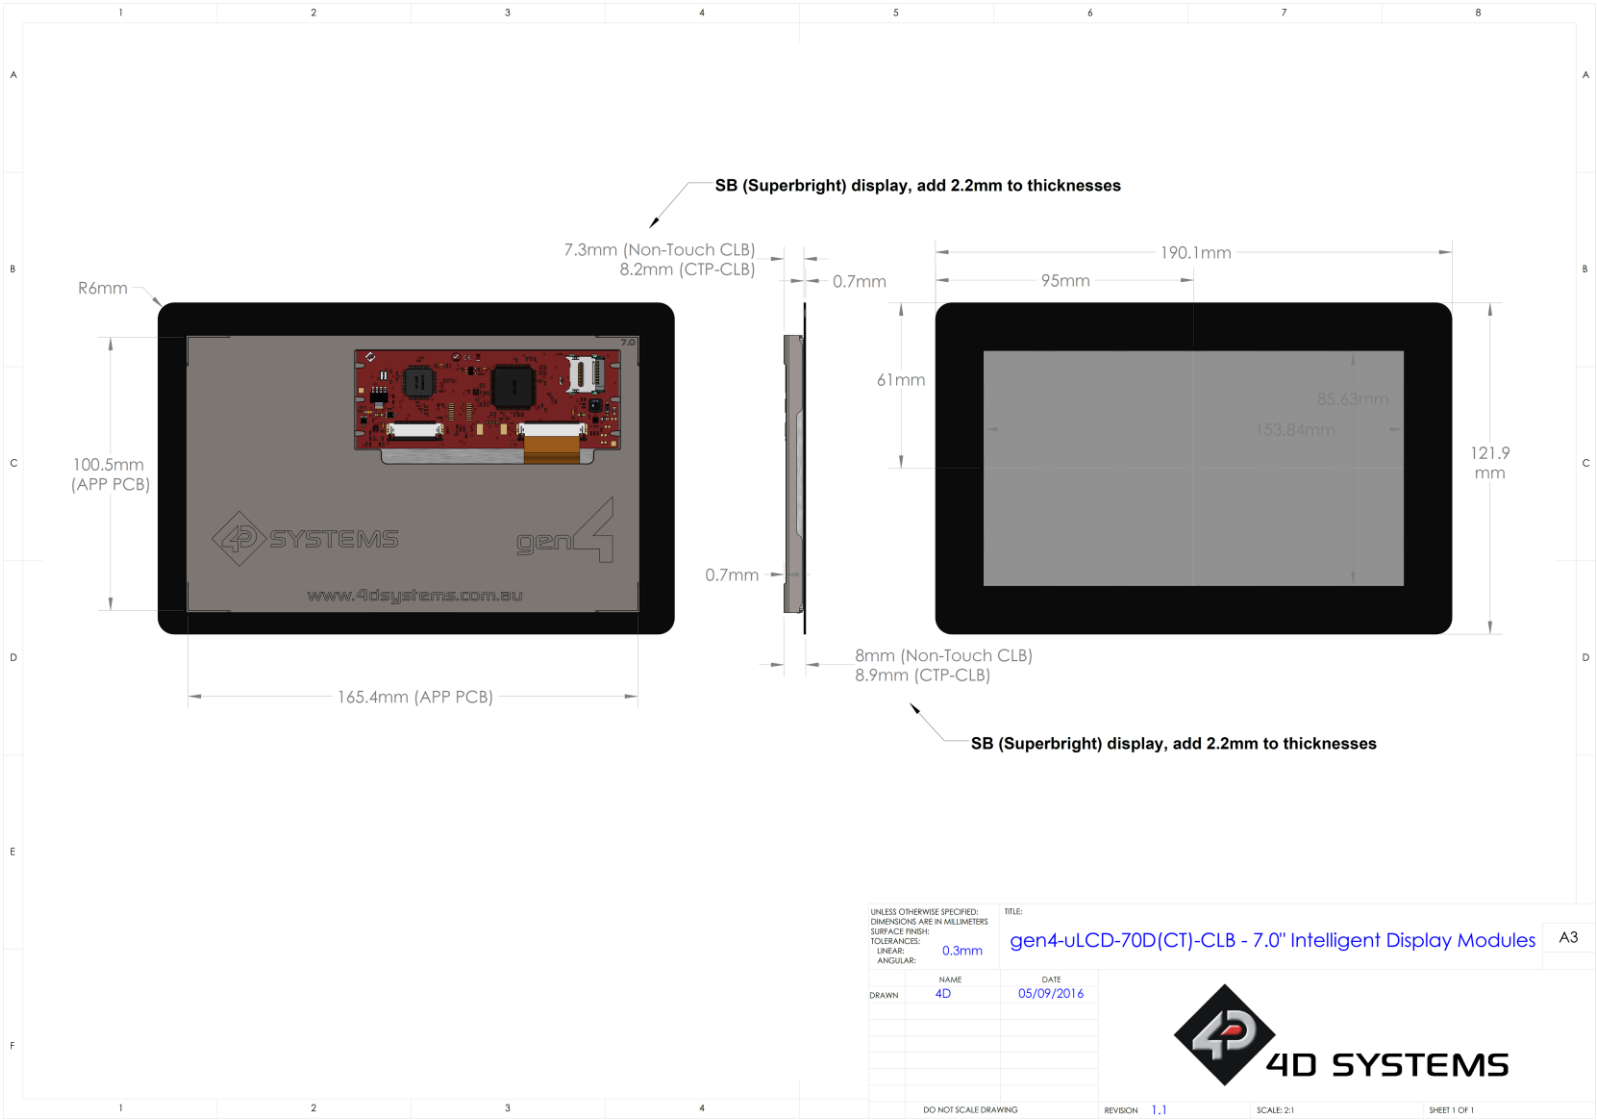 1 2 3 4 5 6 7 8
A A
SB (Superbright) display, add 2.2mm to thicknesses
7.3mm (Non-Touch CLB)
8.2mm (CTP-CLB)
190.1mm
B B
0.7mm
95mm
R6mm
7.0
61mm
85.63mm
153.84mm
100.5mm
(APP PCB)
C C
121.9
mm
4D SYSTEMS
gen4
0.7mm
www.4dsystems.com.au
8mm (Non-Touch CLB)
8.9mm (CTP-CLB)
D D
165.4mm (APP PCB)
SB (Superbright) display, add 2.2mm to thicknesses
E
UNLESS OTHERWISE SPECIFIED:
DIMENSIONS ARE IN MILLIMETERS
SURFACE FINISH:
TOLERANCES:
LINEAR: 0.3mm
ANGULAR:
TITLE:
gen4-uLCD-70D(CT)-CLB - 7.0" Intelligent Display Modules
A3
NAME DATE
DRAWN 4D 05/09/2016
F
4D SYSTEMS
DO NOT SCALE DRAWING
REVISION 1.1
SCALE: 2:1
SHEET 1 OF 1
1 2 3 4